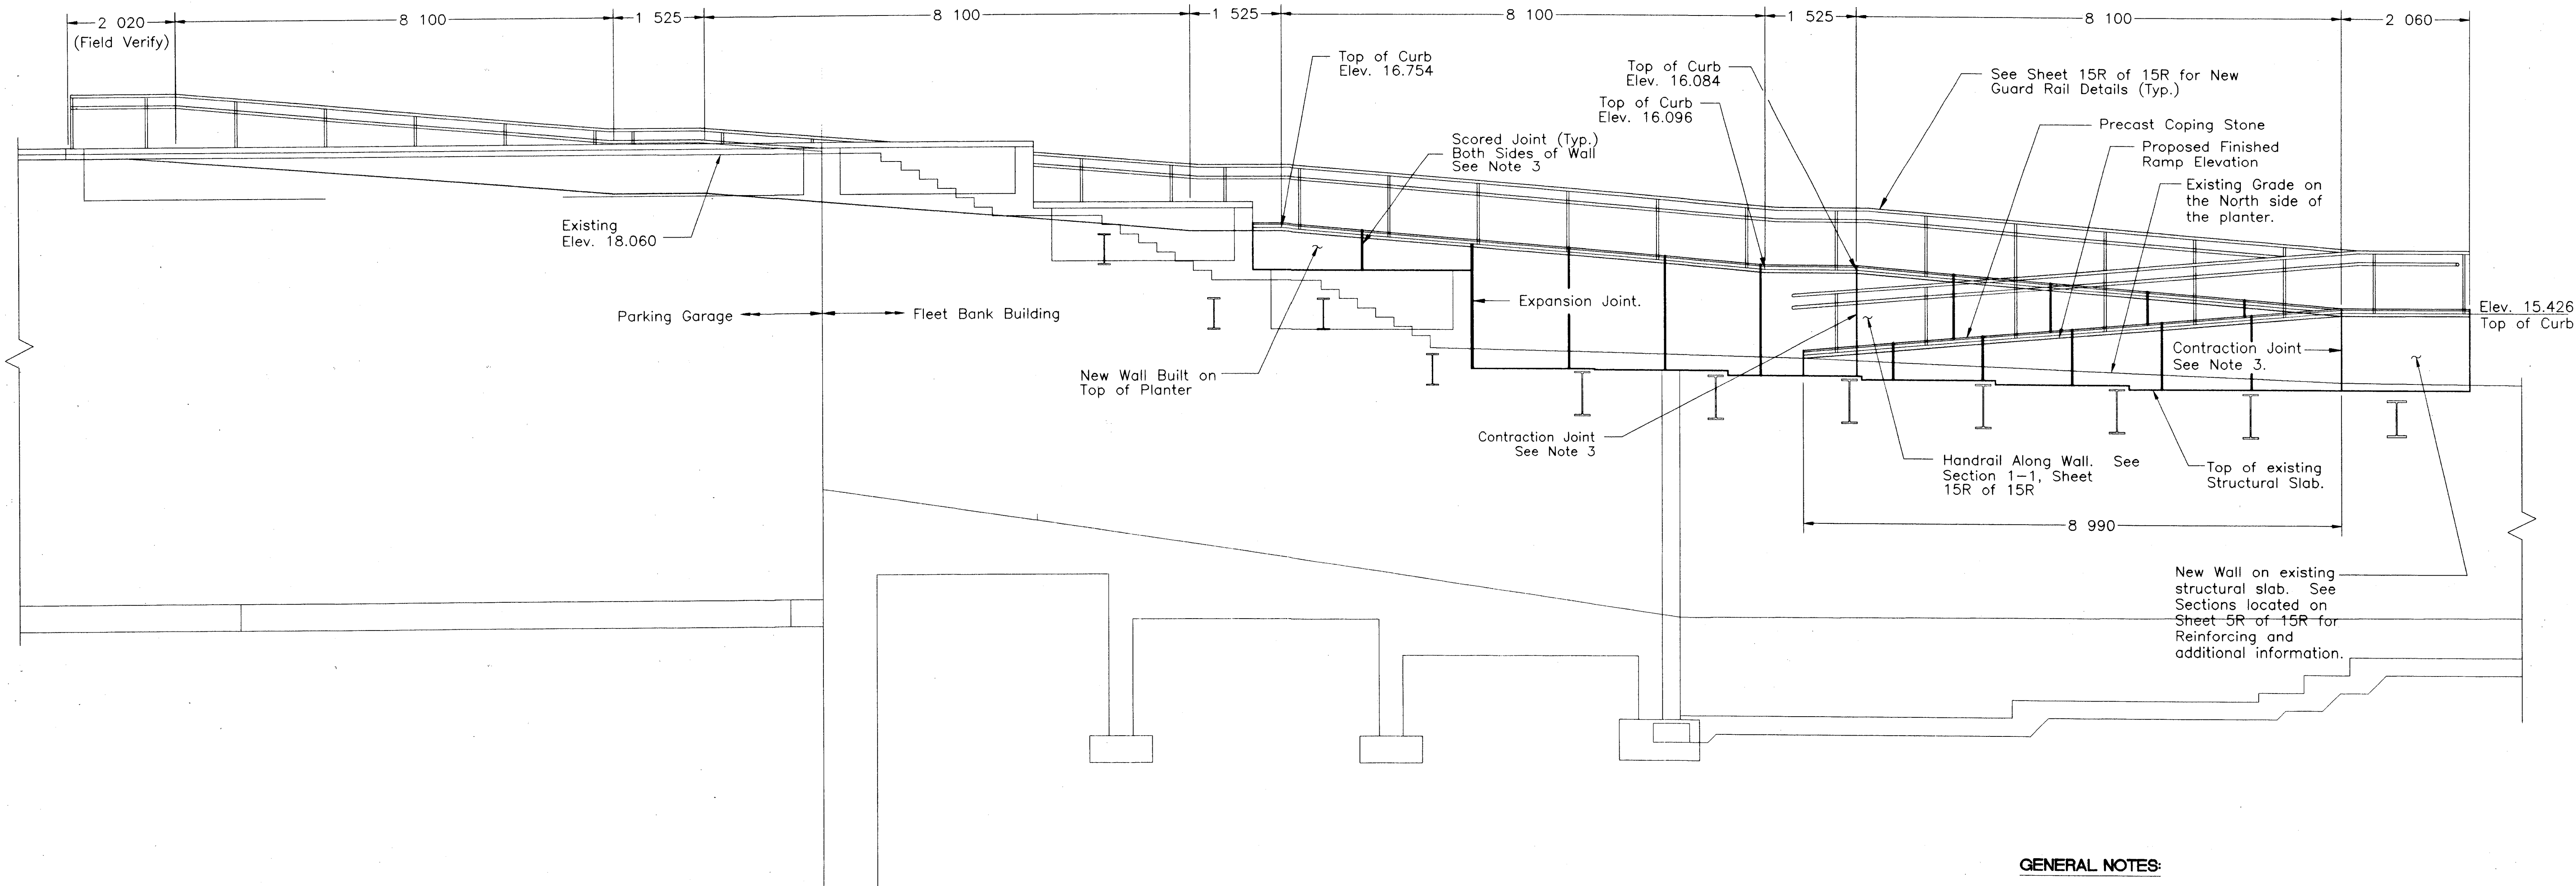 2 020
(Field Verify)
8 100
1 525
8 100
1 525
8 100
1 525
8 100
2 060
Top of Curb
Elev. 16.754
Top of Curb
Elev. 16.084
Top of Curb
Elev. 16.096
See Sheet 15R of 15R for New
Guard Rail Details (Typ.)
Scored Joint (Typ.)
Both Sides of Wall
See Note 3
Precast Coping Stone
Proposed Finished
Ramp Elevation
Existing Grade on
the North side of
the planter.
Existing
Elev. 18.060
Parking Garage
Fleet Bank Building
Expansion Joint.
Elev. 15.426
Top of Curb
New Wall Built on
Top of Planter
Contraction Joint
See Note 3.
Contraction Joint
See Note 3
Handrail Along Wall. See
Section 1-1, Sheet
15R of 15R
Top of existing
Structural Slab.
8 990
New Wall on existing
structural slab. See
Sections located on
Sheet 5R of 15R for
Reinforcing and
additional information.
GENERAL NOTES: